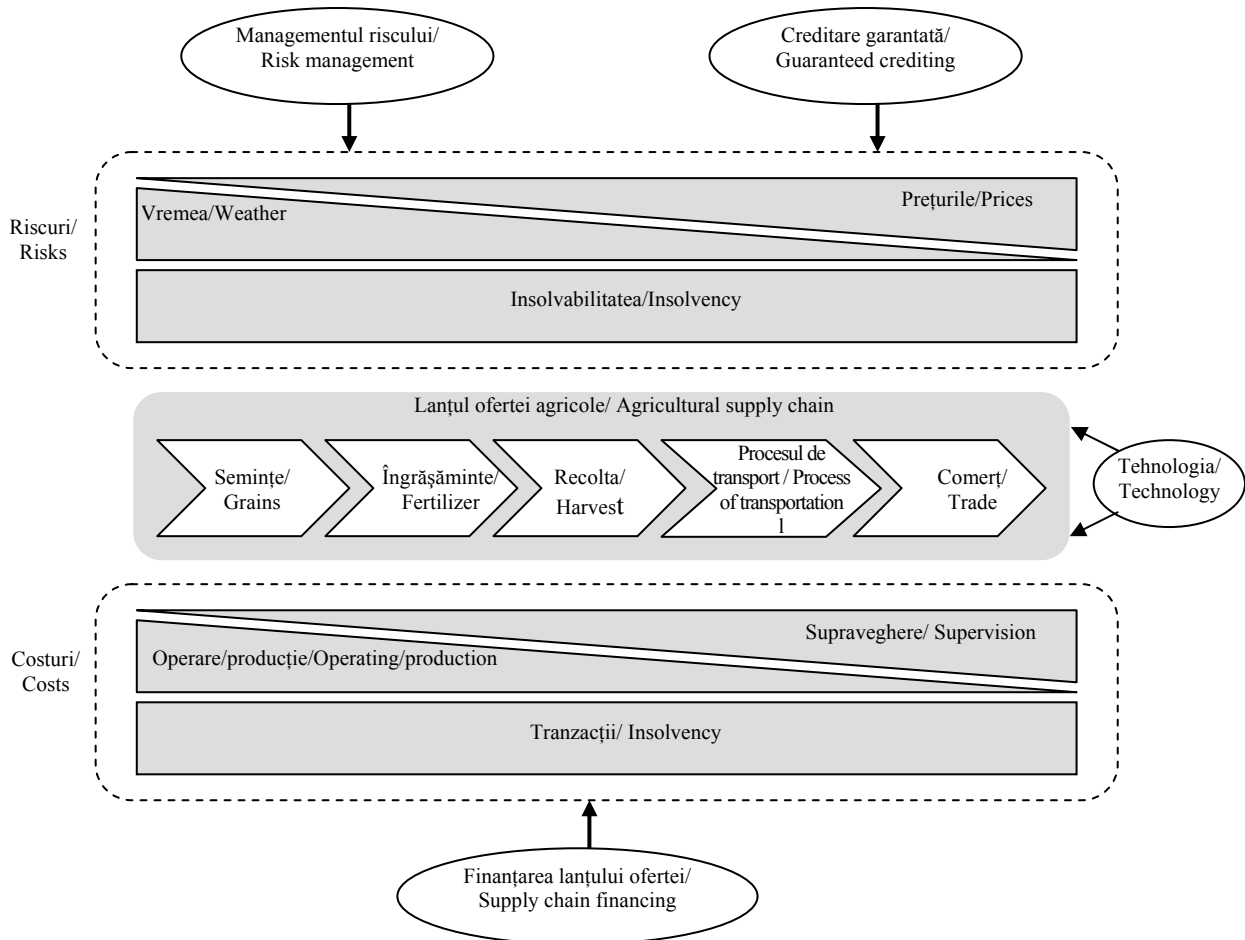 Managementul riscului/
Risk management
Creditare garantată/
Guaranteed crediting
Riscuri/
Risks
Vremea/Weather
Prețurile/Prices
Insolvabilitatea/Insolvency
Lanțul ofertei agricole/ Agricultural supply chain
Semințe/
Grains
Îngrășăminte/
Fertilizer
Recolta/
Harvest
Procesul de
transport / Process
of transportation
l
Comerț/
Trade
Tehnologia/
Technology
Costuri/
Costs
Supraveghere/ Supervision
Operare/producție/Operating/production
Tranzacții/ Insolvency
Finanțarea lanțului ofertei/
Supply chain financing